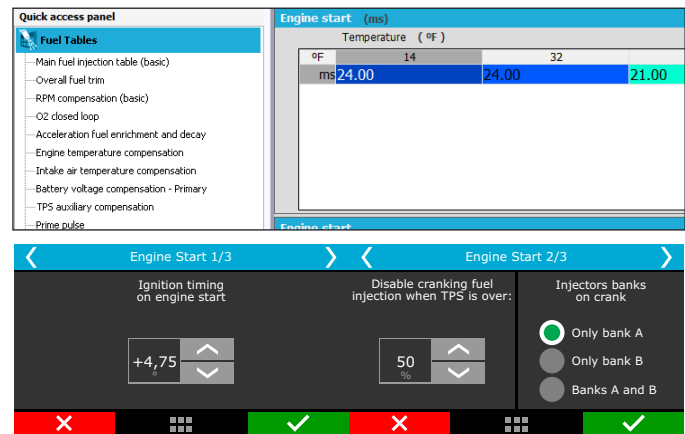 Quick access panel
Fuel Tables
Main fuel injection table (basic)
Overall fuel trim
RPM compensation (basic)
O2 closed loop
Acceleration fuel enrichment and decay
Engine temperature compensation
Intake air temperature compensation
Battery voltage compensation - Primary
TPS auxiliary compensation
Prime pulse
Engine start (ms)
Temperature (ºF)
ºF 14 32
ms 24.00 24.00 21.00
Engine start
Engine Start 1/3
Ignition timing
on engine start
+4,75
°
Engine Start 2/3
Disable cranking fuel
injection when TPS is over:
50
%
Injectors banks
on crank
Only bank A
Only bank B
Banks A and B